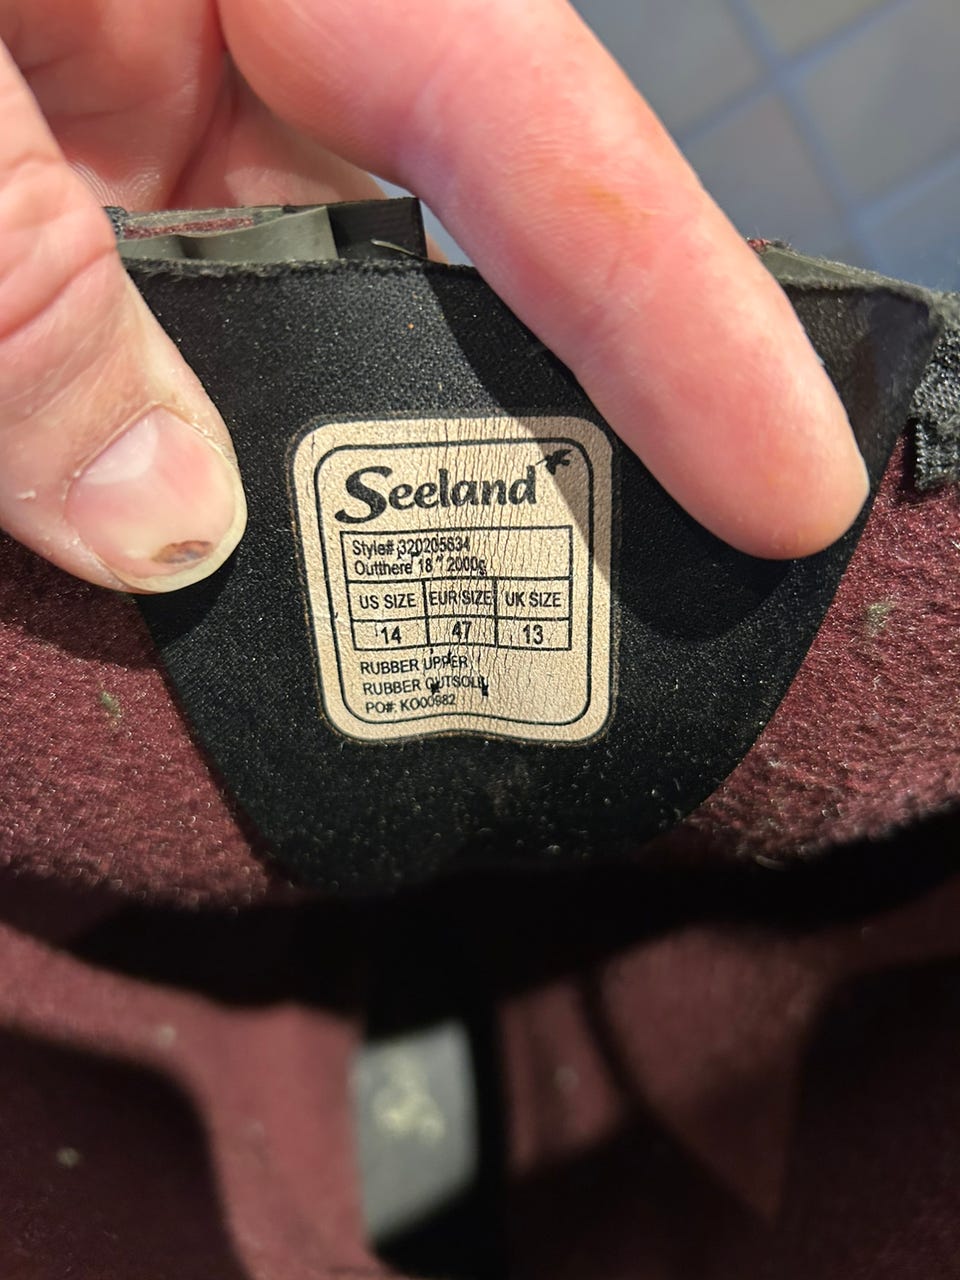 Seeland
Style# 320205634
Outthere 18" 2000g
US SIZE EUR SIZE UK SIZE
14 47 13
RUBBER UPPER
RUBBER OUTSOLE
PO#: KO00982